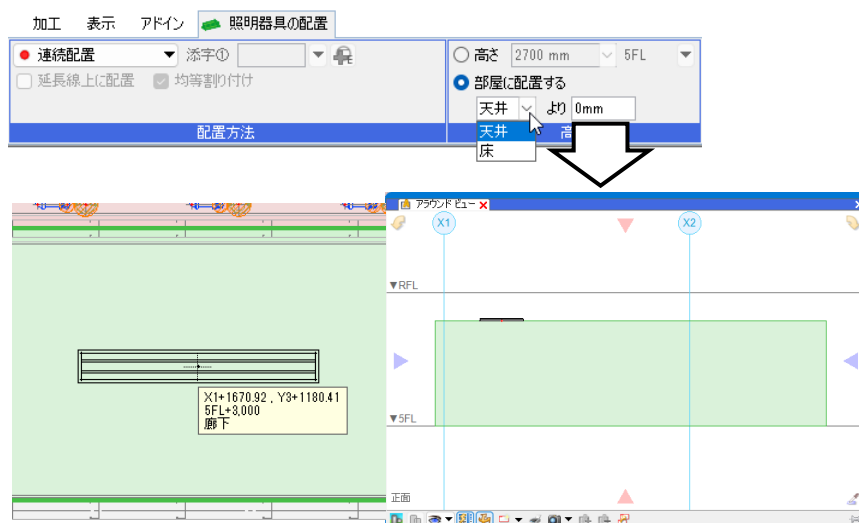 加工 表示 アドイン 照明器具の配置
連続配置 添字① 高さ 2700 mm 5FL
延長線上に配置 均等割り付け 部屋に配置する
天井 より 0mm
天井
床
配置方法 高
アラウンド ビュー
X1 X2
▼RFL
X1+1670.92 , Y3+1180.41
5FL+3,000
廊下
▼5FL
正面